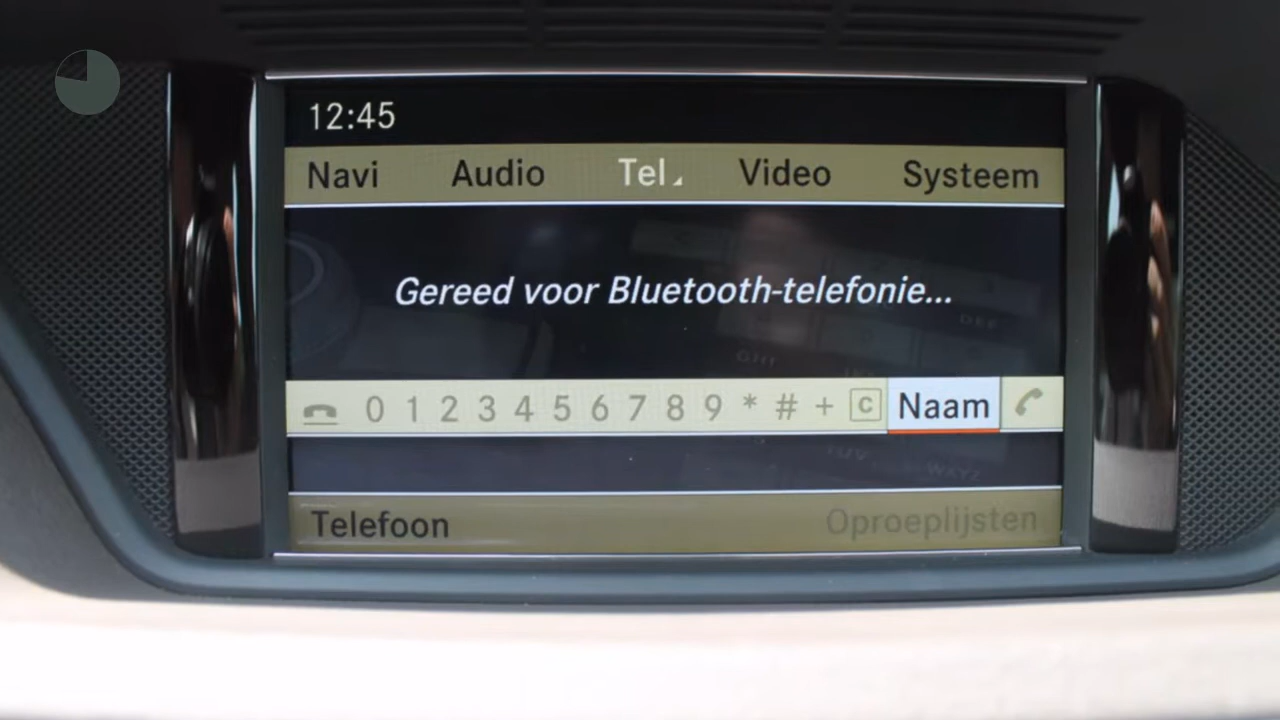 12:45
Navi Audio Tel Video Systeem
Gereed voor Bluetooth-telefonie...
0 1 2 3 4 5 6 7 8 9 * # + C Naam
Telefoon Oproeplijsten